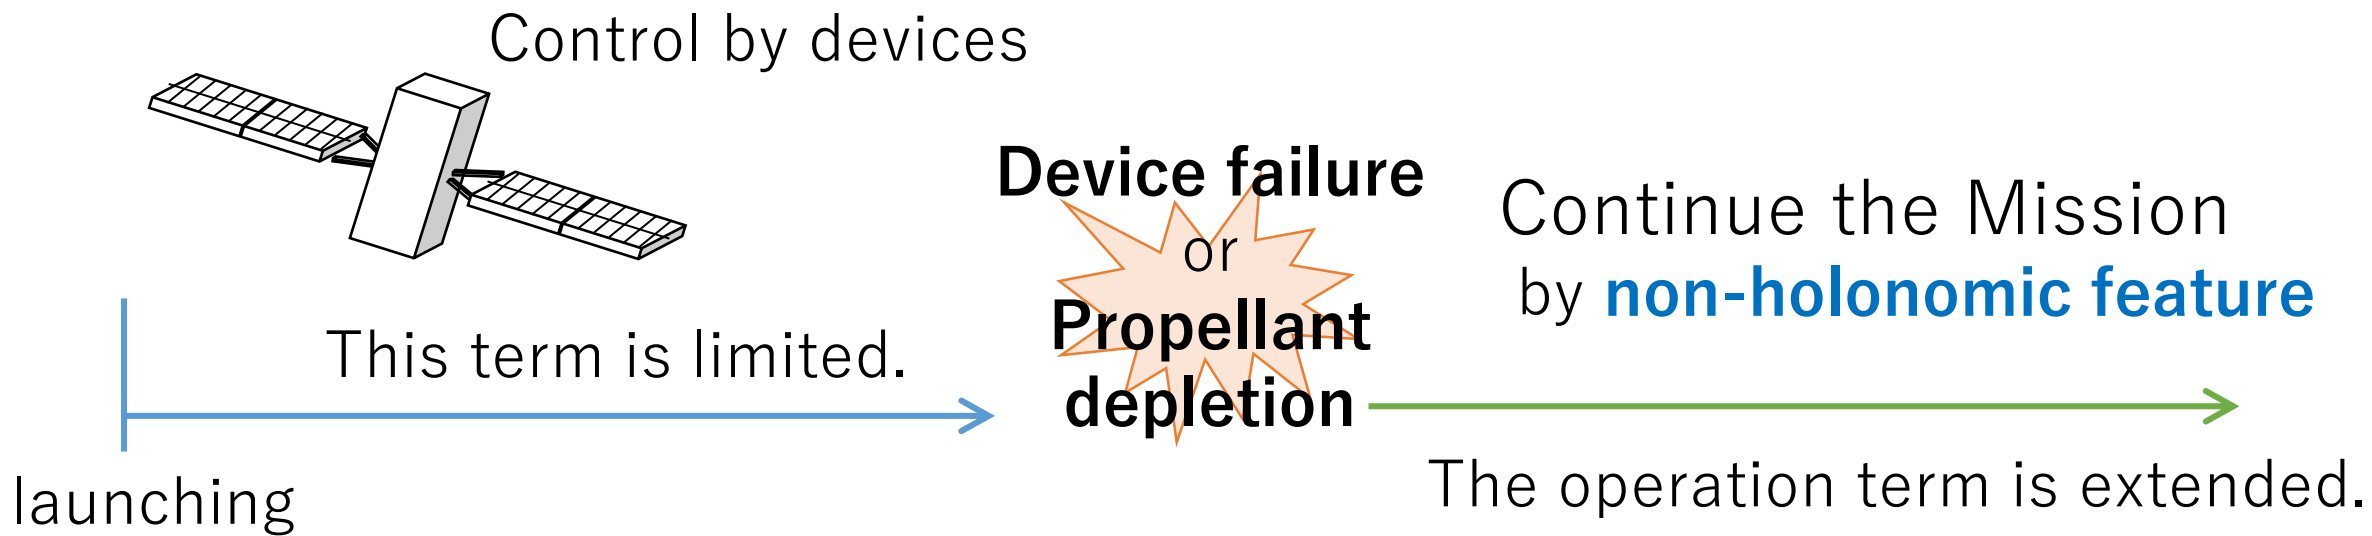 Control by devices
This term is limited.
launching
Device failure
or
Propellant
depletion
Continue the Mission
by non-holonomic feature
The operation term is extended.